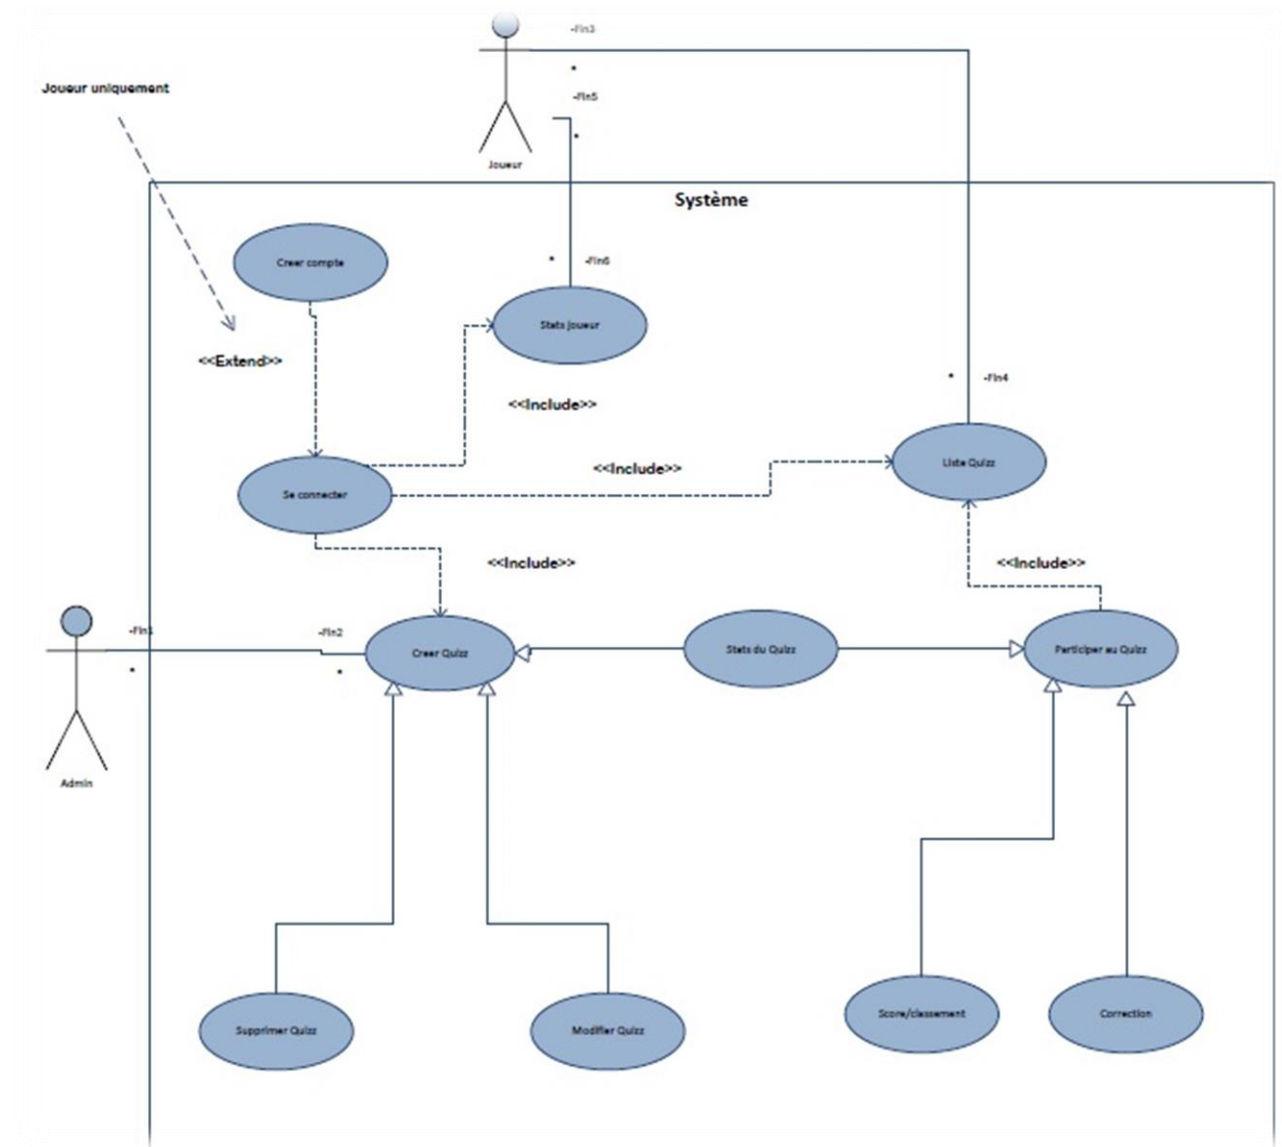 -Fin3
*
Joueur uniquement
-Fin5
*
Joueur
Système
Creer compte
*
-Fin6
Stats joueur
<<Extend>>
*
-Fin4
<<Include>>
<<Include>>
Liste Quizz
Se connecter
<<Include>>
<<Include>>
-Fin1
-Fin2
Creer Quizz
Stats du Quizz
Participer au Quizz
*
*
Admin
Supprimer Quizz
Modifier Quizz
Score/classement
Correction